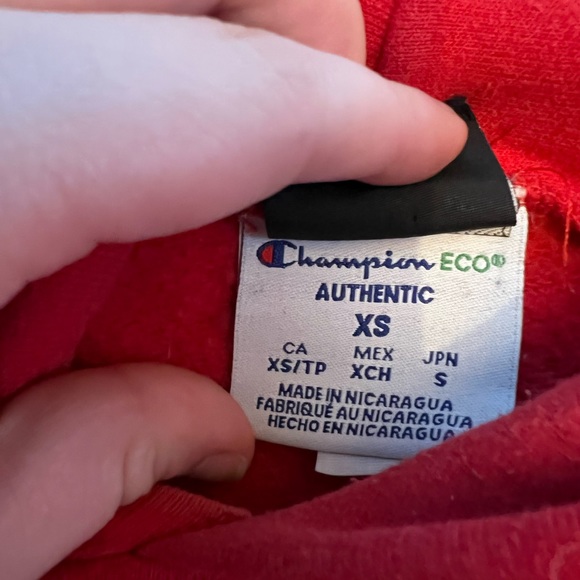 Champion ECO®
AUTHENTIC
XS
CA MEX JPN
XS/TP XCH S
MADE IN NICARAGUA
FABRIQUÉ AU NICARAGUA
HECHO EN NICARAGUA